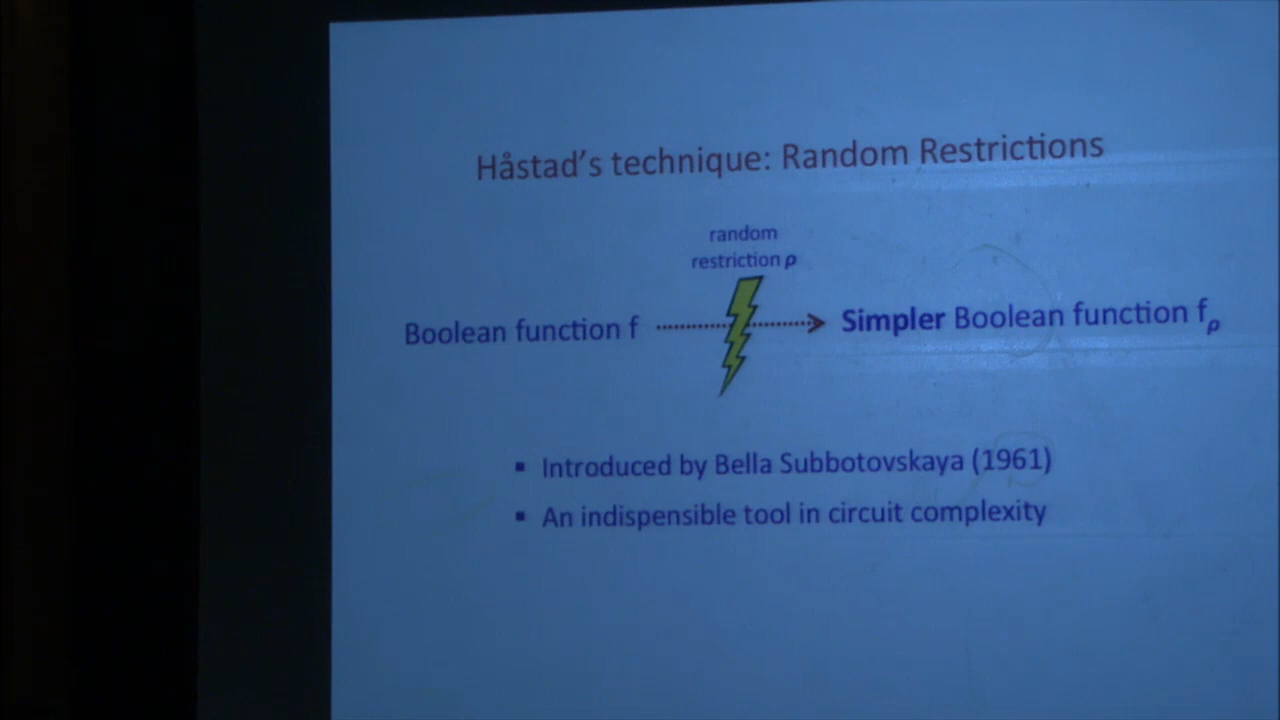 Håstad's technique: Random Restrictions
random
restriction ρ
Boolean function f
Simpler Boolean function fρ
▪ Introduced by Bella Subbotovskaya (1961)
▪ An indispensible tool in circuit complexity